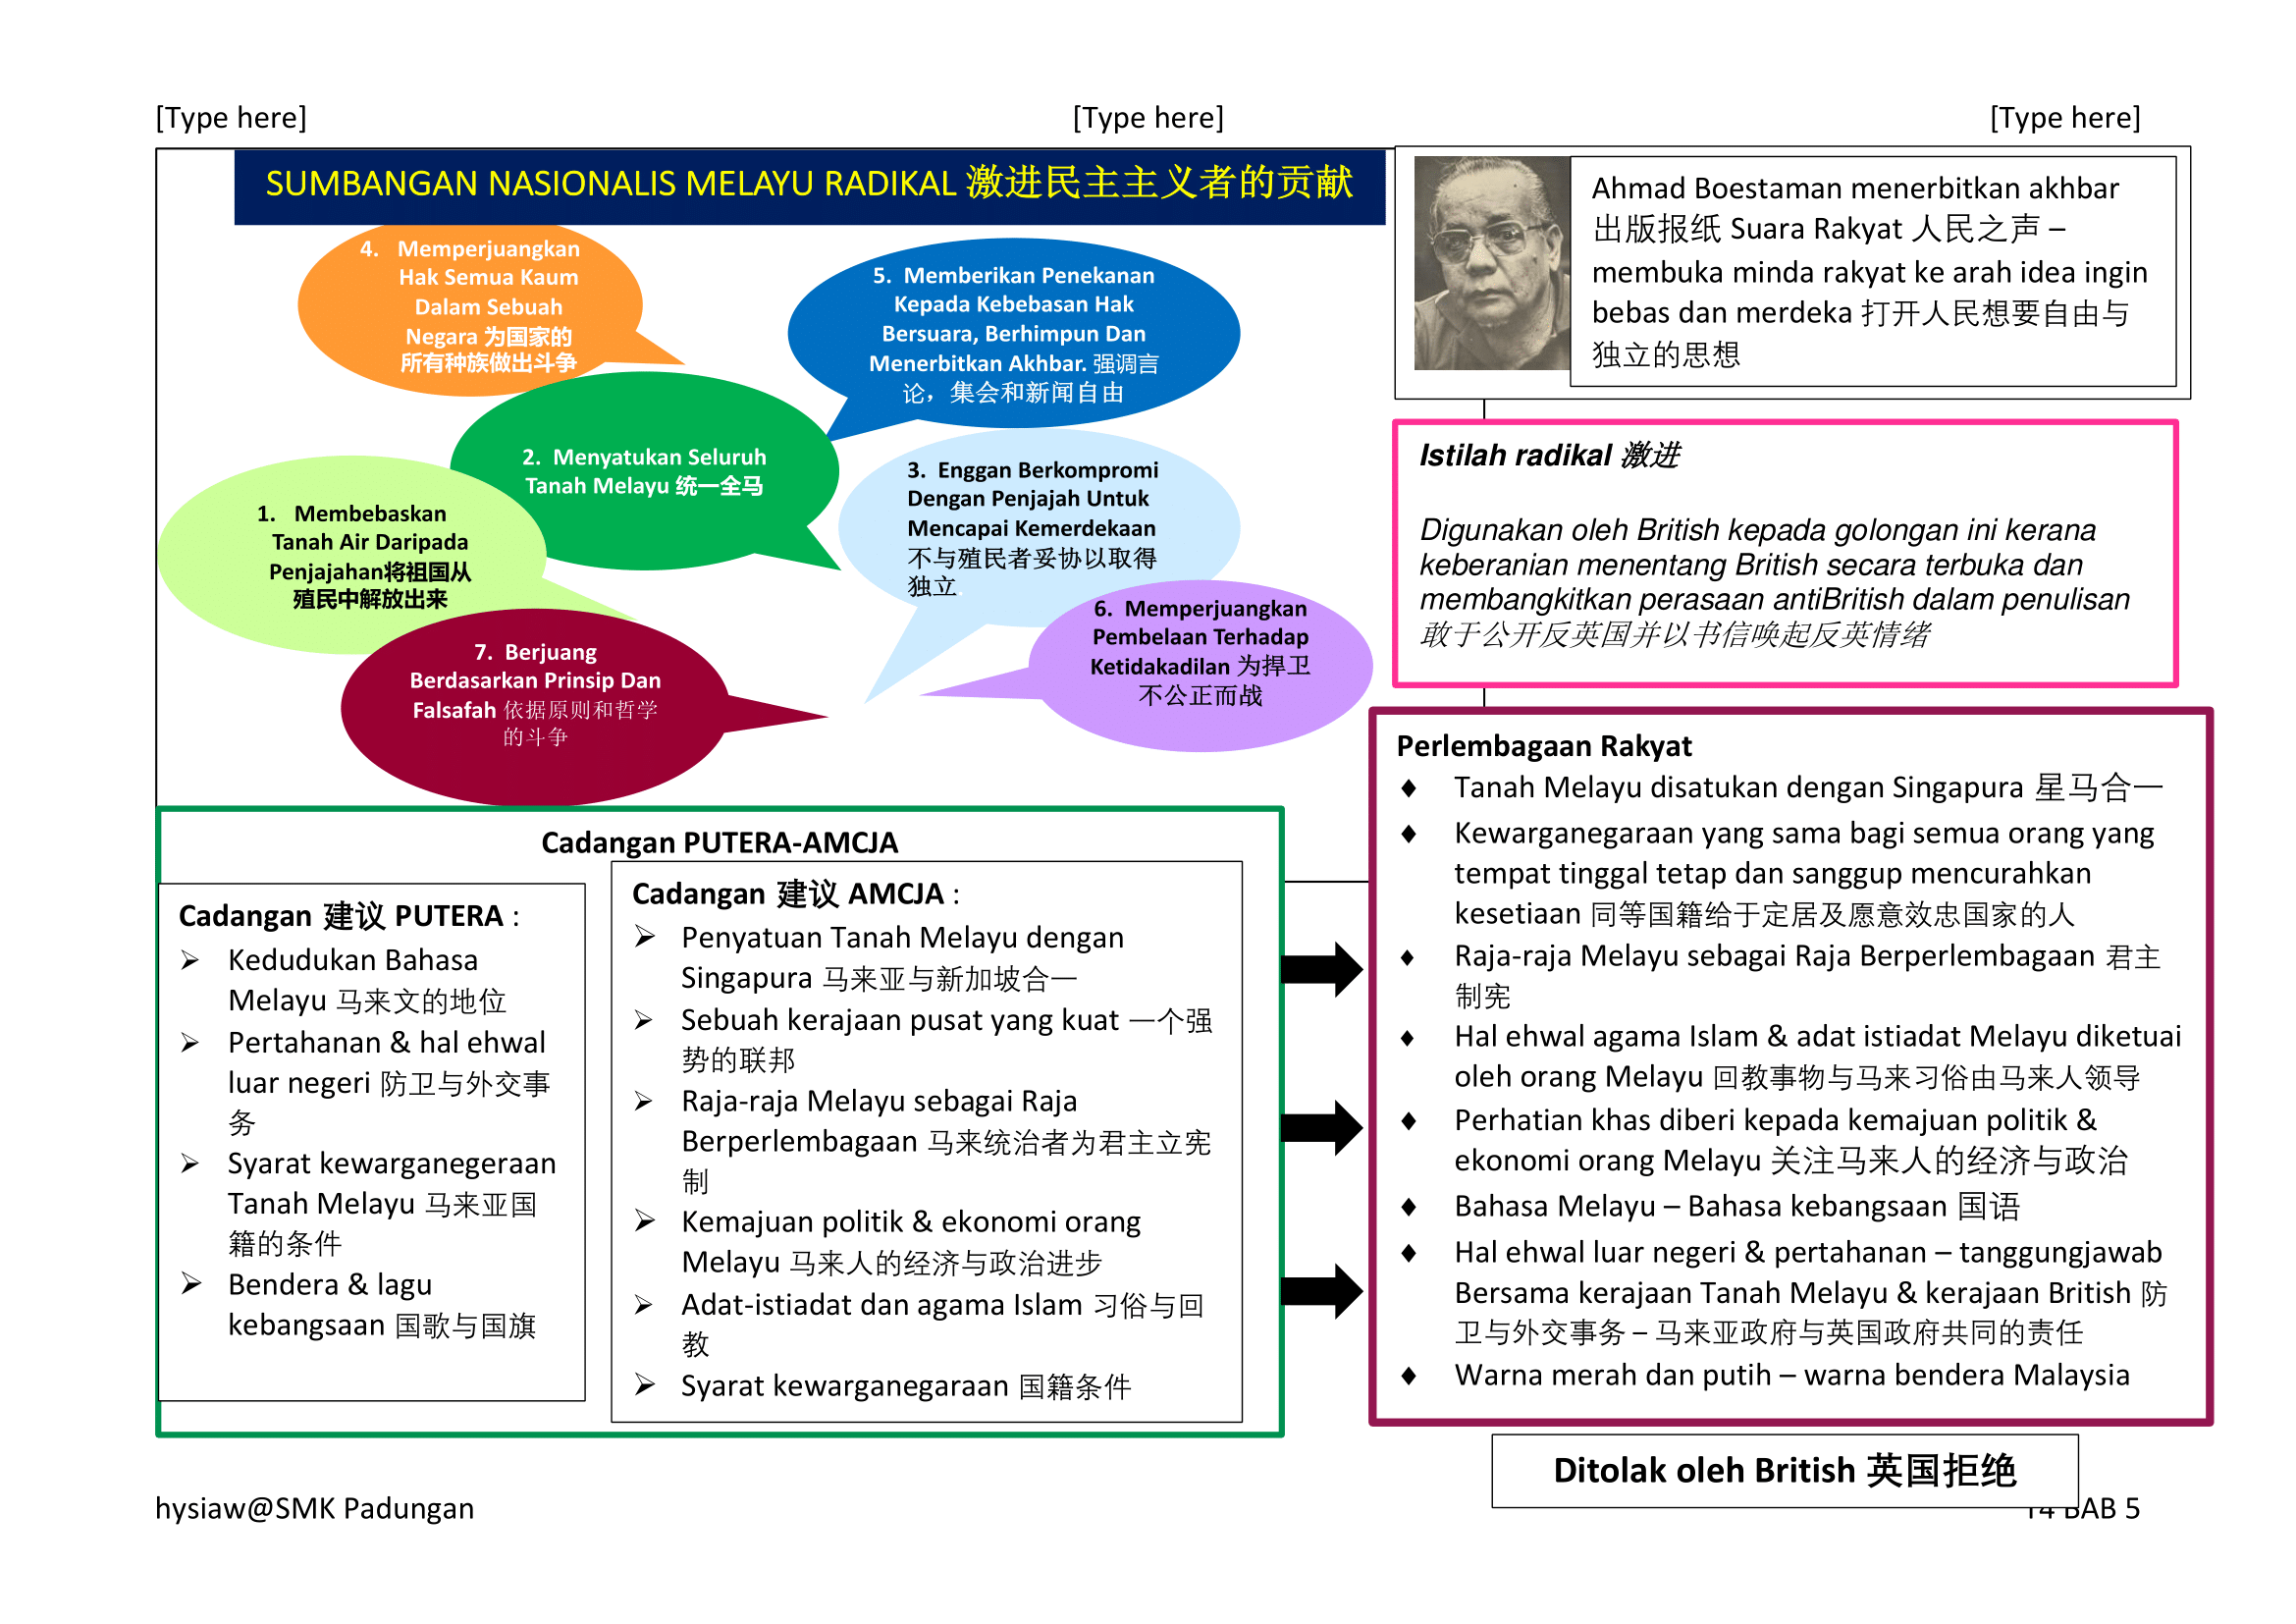 [Type here]
[Type here]
[Type here]
SUMBANGAN NASIONALIS MELAYU RADIKAL 激进民主主义者的贡献
4. Memperjuangkan
Hak Semua Kaum
Dalam Sebuah
Negara 为国家的
所有种族做出斗争
5. Memberikan Penekanan
Kepada Kebebasan Hak
Bersuara, Berhimpun Dan
Menerbitkan Akhbar. 强调言
论，集会和新闻自由
2. Menyatukan Seluruh
Tanah Melayu 统一全马
3. Enggan Berkompromi
Dengan Penjajah Untuk
Mencapai Kemerdekaan
不与殖民者妥协以取得
独立
1. Membebaskan
Tanah Air Daripada
Penjajahan将祖国从
殖民中解放出来
6. Memperjuangkan
Pembelaan Terhadap
Ketidakadilan 为捍卫
不公正而战
7. Berjuang
Berdasarkan Prinsip Dan
Falsafah 依据原则和哲学
的斗争
Ahmad Boestaman menerbitkan akhbar
出版报纸 Suara Rakyat 人民之声 –
membuka minda rakyat ke arah idea ingin
bebas dan merdeka 打开人民想要自由与
独立的思想
Istilah radikal 激进
Digunakan oleh British kepada golongan ini kerana
keberanian menentang British secara terbuka dan
membangkitkan perasaan antiBritish dalam penulisan
敢于公开反英国并以书信唤起反英情绪
Cadangan PUTERA-AMCJA
Cadangan 建议 PUTERA :
➢ Kedudukan Bahasa
Melayu 马来文的地位
➢ Pertahanan & hal ehwal
luar negeri 防卫与外交事
务
➢ Syarat kewarganegeraan
Tanah Melayu 马来亚国
籍的条件
➢ Bendera & lagu
kebangsaan 国歌与国旗
Cadangan 建议 AMCJA :
➢ Penyatuan Tanah Melayu dengan
Singapura 马来亚与新加坡合一
➢ Sebuah kerajaan pusat yang kuat 一个强
势的联邦
➢ Raja-raja Melayu sebagai Raja
Berperlembagaan 马来统治者为君主立宪
制
➢ Kemajuan politik & ekonomi orang
Melayu 马来人的经济与政治进步
➢ Adat-istiadat dan agama Islam 习俗与回
教
➢ Syarat kewarganegaraan 国籍条件
Perlembagaan Rakyat
♦ Tanah Melayu disatukan dengan Singapura 星马合一
♦ Kewarganegaraan yang sama bagi semua orang yang
tempat tinggal tetap dan sanggup mencurahkan
kesetiaan 同等国籍给于定居及愿意效忠国家的人
♦ Raja-raja Melayu sebagai Raja Berperlembagaan 君主
制宪
♦ Hal ehwal agama Islam & adat istiadat Melayu diketuai
oleh orang Melayu 回教事物与马来习俗由马来人领导
♦ Perhatian khas diberi kepada kemajuan politik &
ekonomi orang Melayu 关注马来人的经济与政治
♦ Bahasa Melayu – Bahasa kebangsaan 国语
♦ Hal ehwal luar negeri & pertahanan – tanggungjawab
Bersama kerajaan Tanah Melayu & kerajaan British 防
卫与外交事务 – 马来亚政府与英国政府共同的责任
♦ Warna merah dan putih – warna bendera Malaysia
Ditolak oleh British 英国拒绝
hysiaw@SMK Padungan
BAB 5